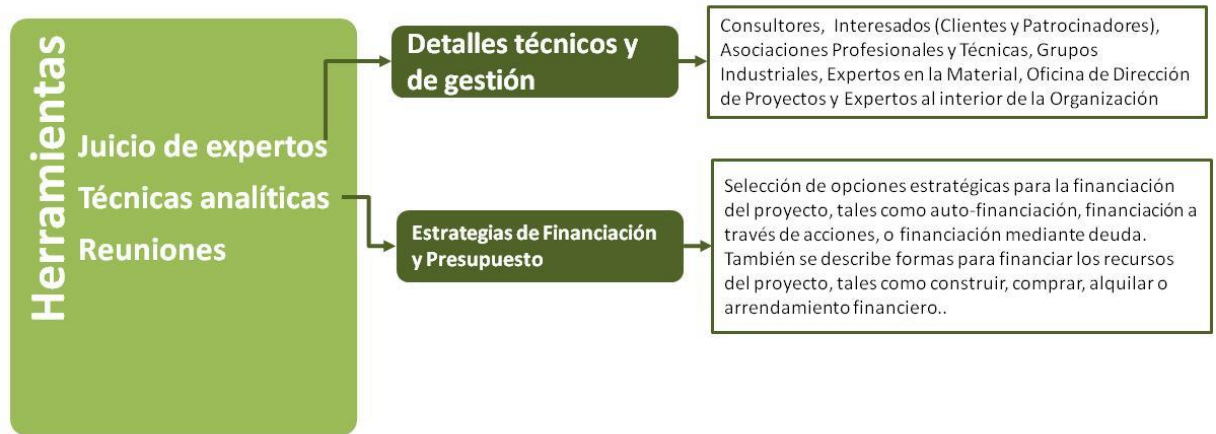 Herramientas
Juicio de expertos
Técnicas analíticas
Reuniones
Detalles técnicos y
de gestión
Consultores, Interesados (Clientes y Patrocinadores),
Asociaciones Profesionales y Técnicas, Grupos
Industriales, Expertos en la Material, Oficina de Dirección
de Proyectos y Expertos al interior de la Organización
Estrategias de Financiación
y Presupuesto
Selección de opciones estratégicas para la financiación
del proyecto, tales como auto-financiación, financiación a
través de acciones, o financiación mediante deuda.
También se describe formas para financiar los recursos
del proyecto, tales como construir, comprar, alquilar o
arrendamiento financiero..